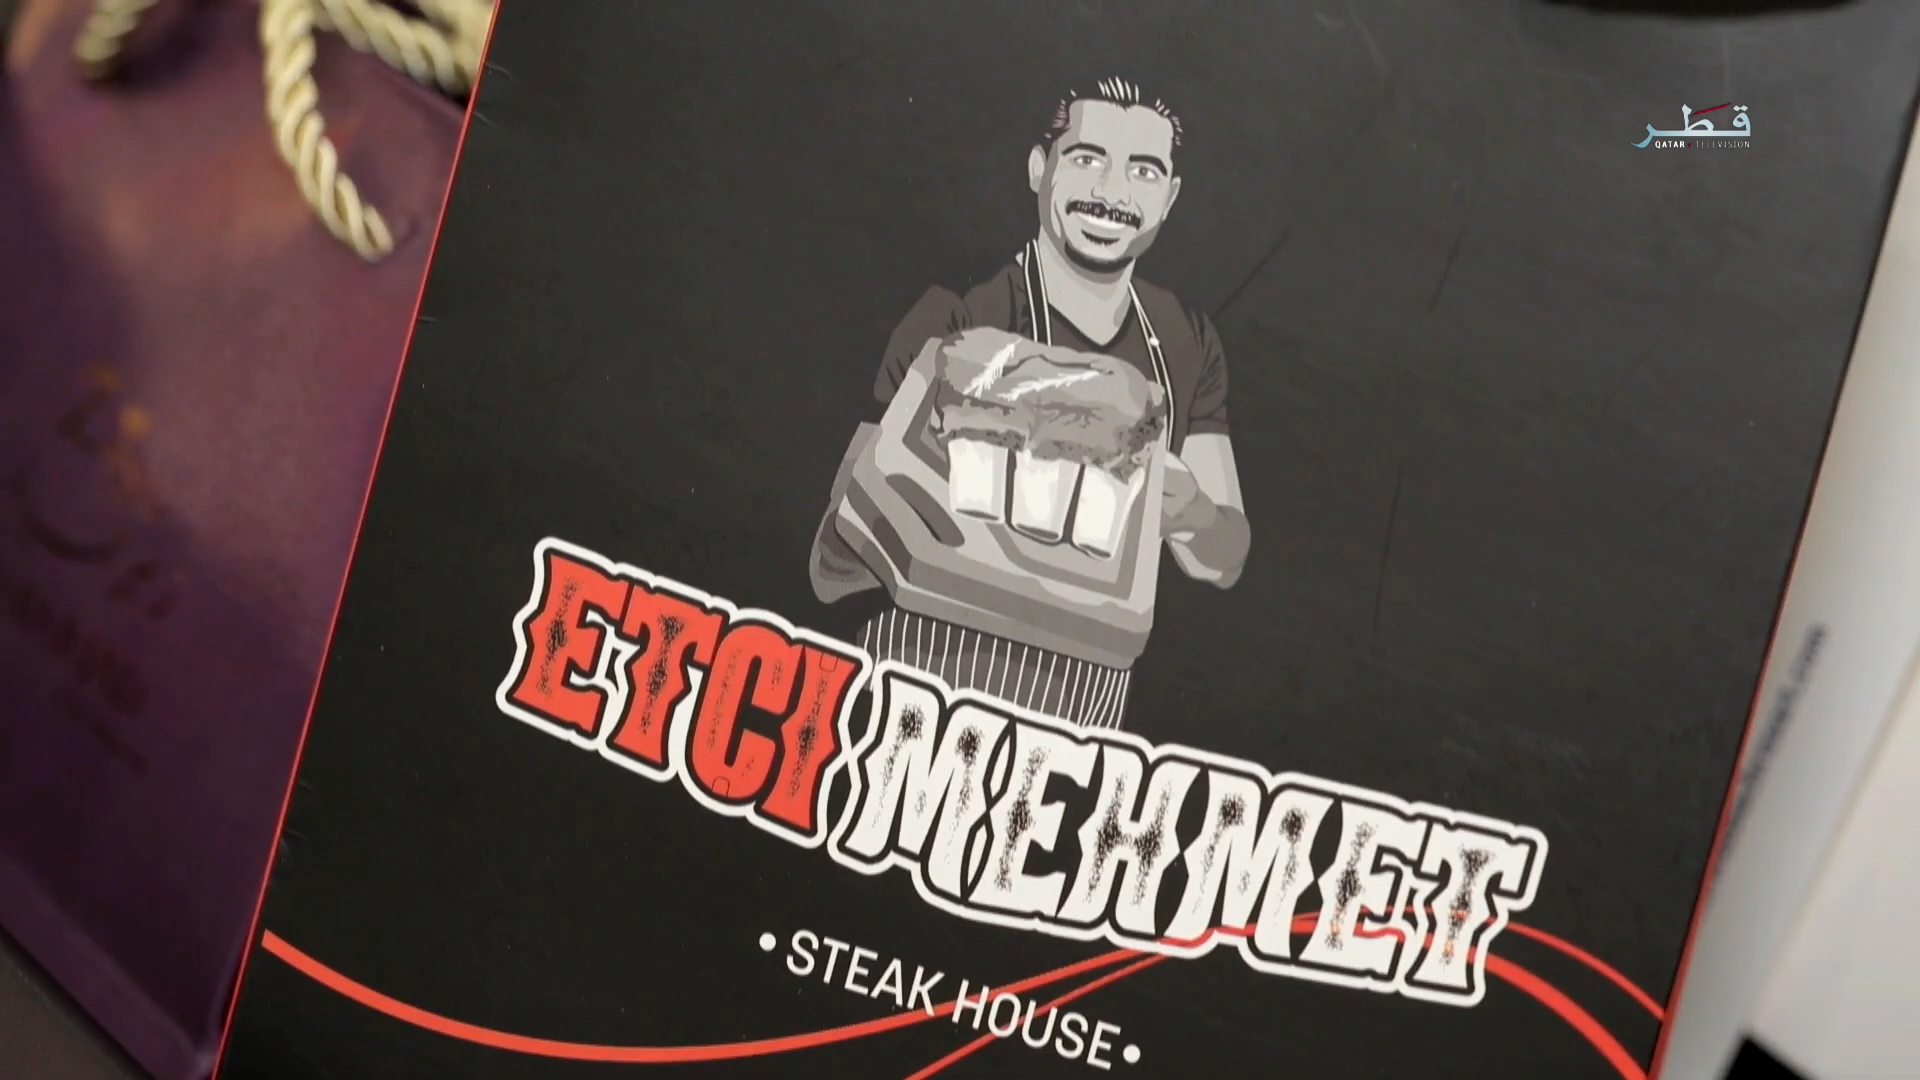 قطر
QATAR TELEVISION
ETCI MEHMET
• STEAK HOUSE •